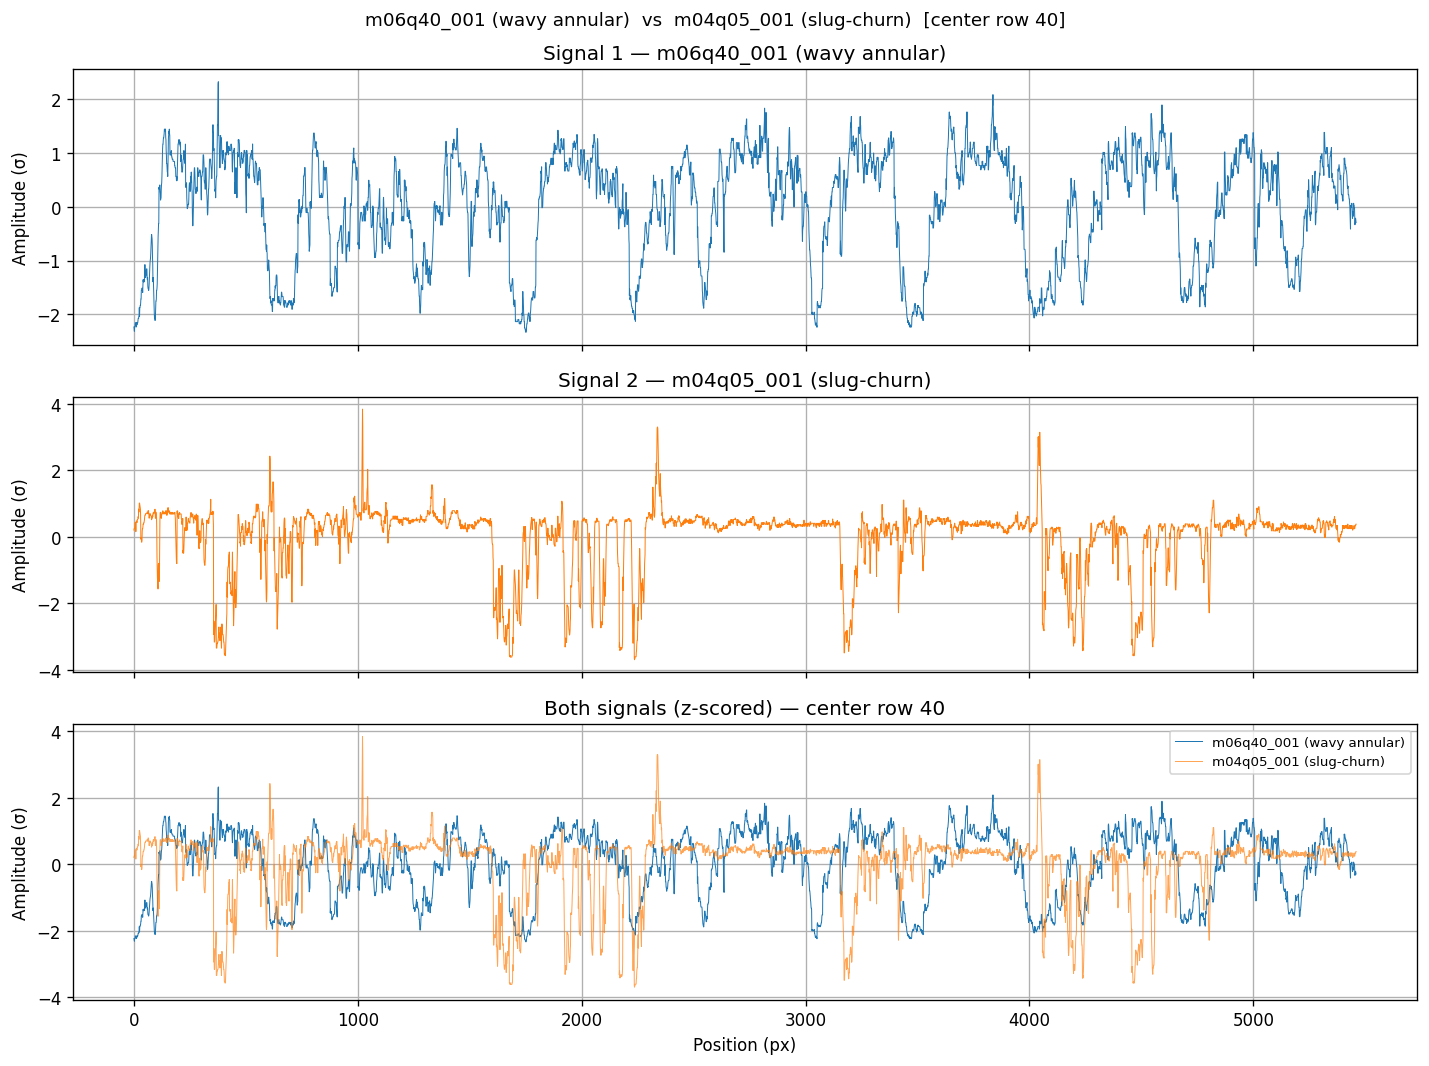 m06q40_001 (wavy annular)  vs  m04q05_001 (slug-churn)  [center row 40]
Signal 1 — m06q40_001 (wavy annular)
Amplitude (σ)
2
1
0
−1
−2
Signal 2 — m04q05_001 (slug-churn)
Amplitude (σ)
4
2
0
−2
−4
Both signals (z-scored) — center row 40
Amplitude (σ)
4
2
0
−2
−4
m06q40_001 (wavy annular)
m04q05_001 (slug-churn)
0
1000
2000
3000
4000
5000
Position (px)